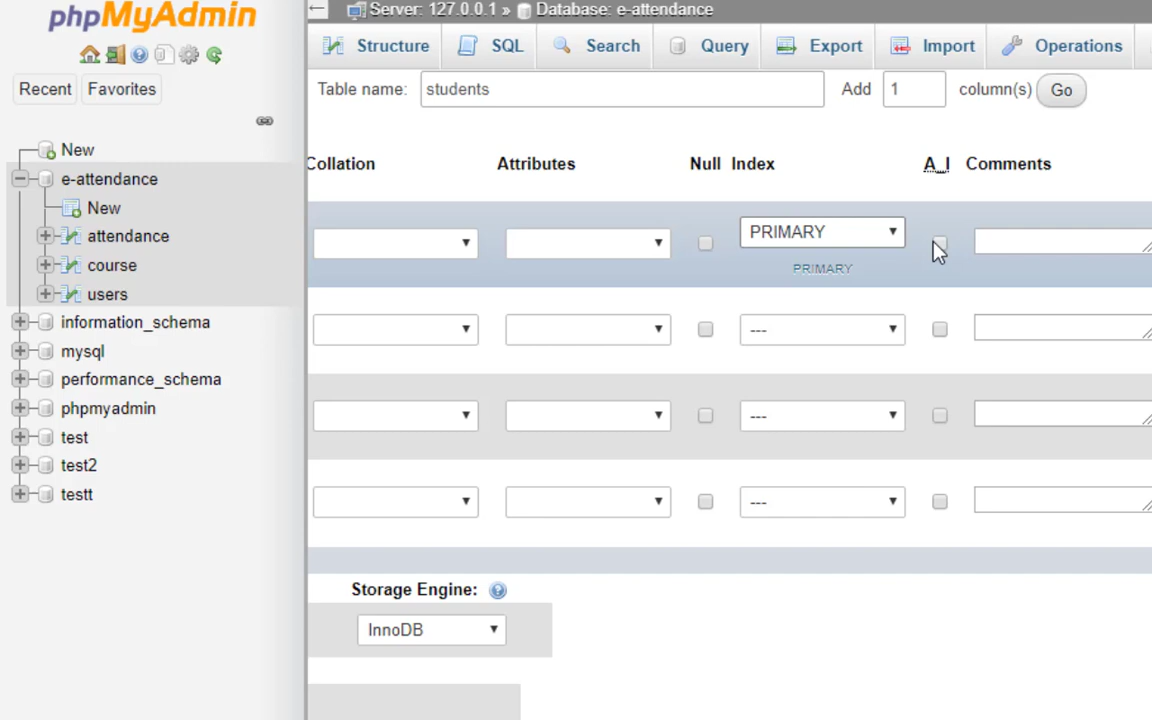 phpMyAdmin
Recent Favorites
New
e-attendance
New
attendance
course
users
information_schema
mysql
performance_schema
phpmyadmin
test
test2
testt
Server: 127.0.0.1 » Database: e-attendance
Structure SQL Search Query Export Import Operations
Table name: students Add 1 column(s) Go
Collation Attributes Null Index A_I Comments
PRIMARY
PRIMARY
---
---
---
Storage Engine:
InnoDB